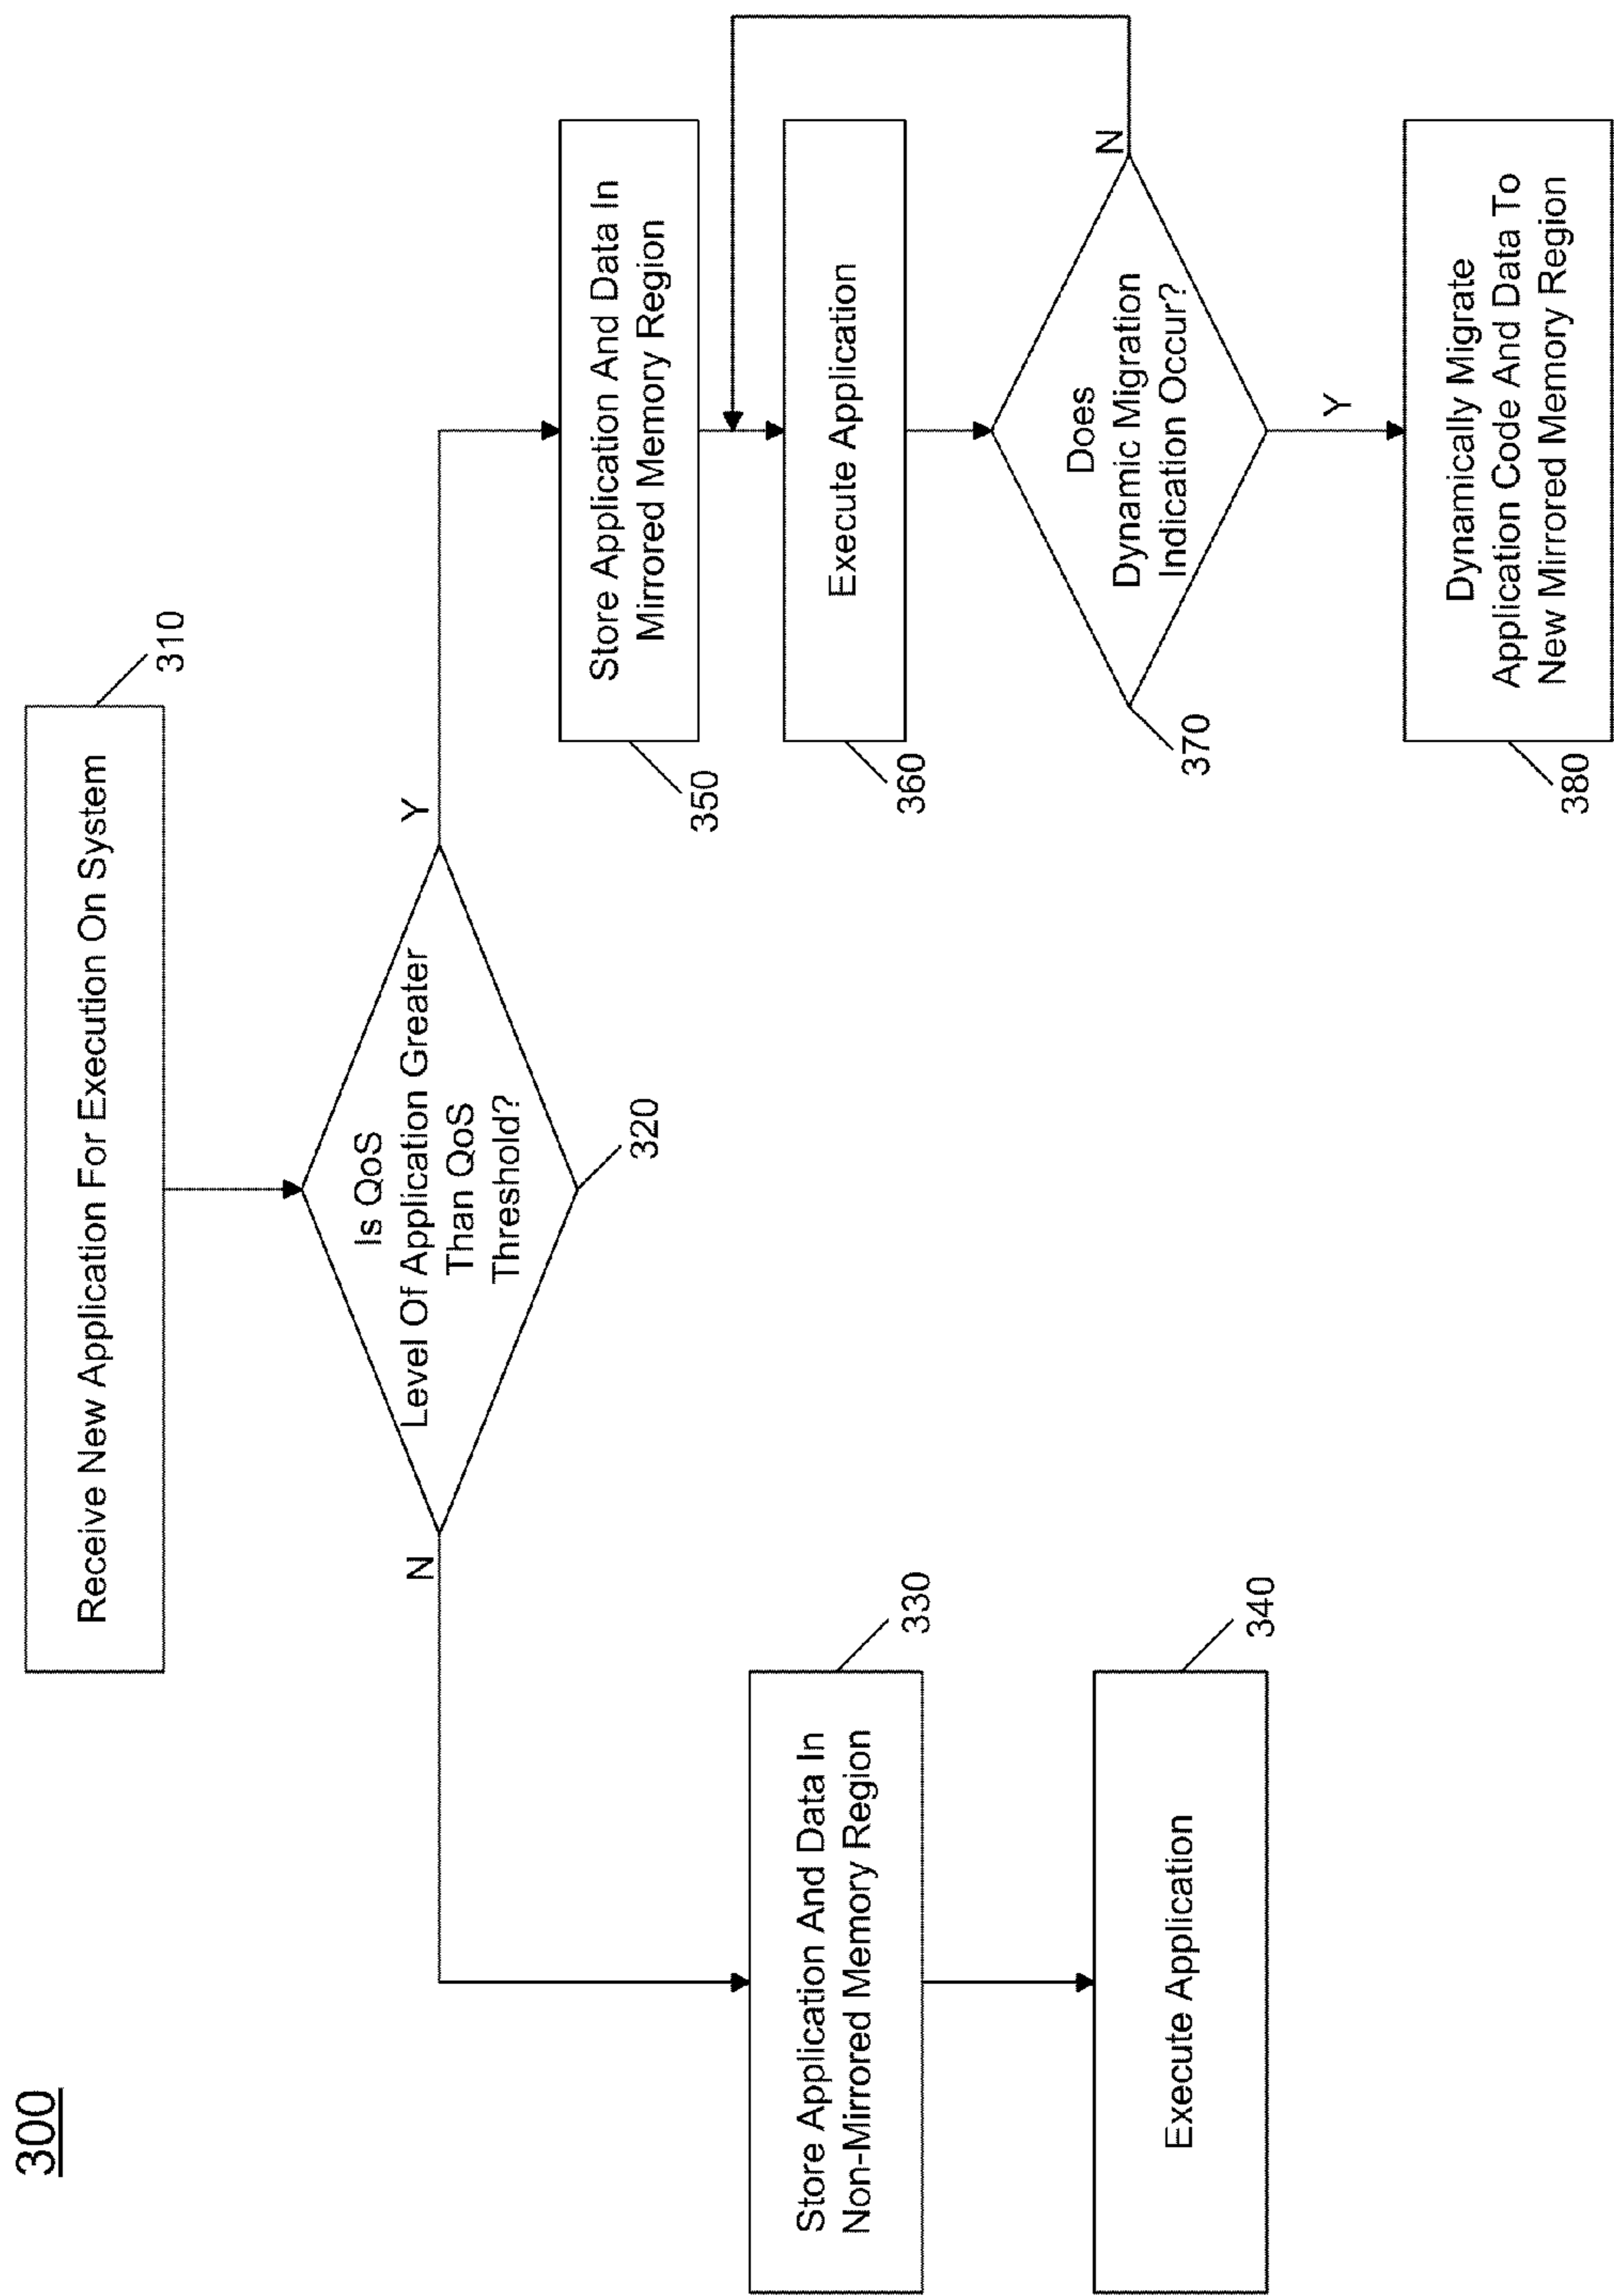 300
Receive New Application For Execution On System
310
Is QoS
Level Of Application Greater
Than QoS
Threshold?
320
N
Y
Store Application And Data In
Non-Mirrored Memory Region
330
Execute Application
340
Store Application And Data In
Mirrored Memory Region
350
Execute Application
360
Does
Dynamic Migration
Indication Occur?
370
N
Y
Dynamically Migrate
Application Code And Data To
New Mirrored Memory Region
380